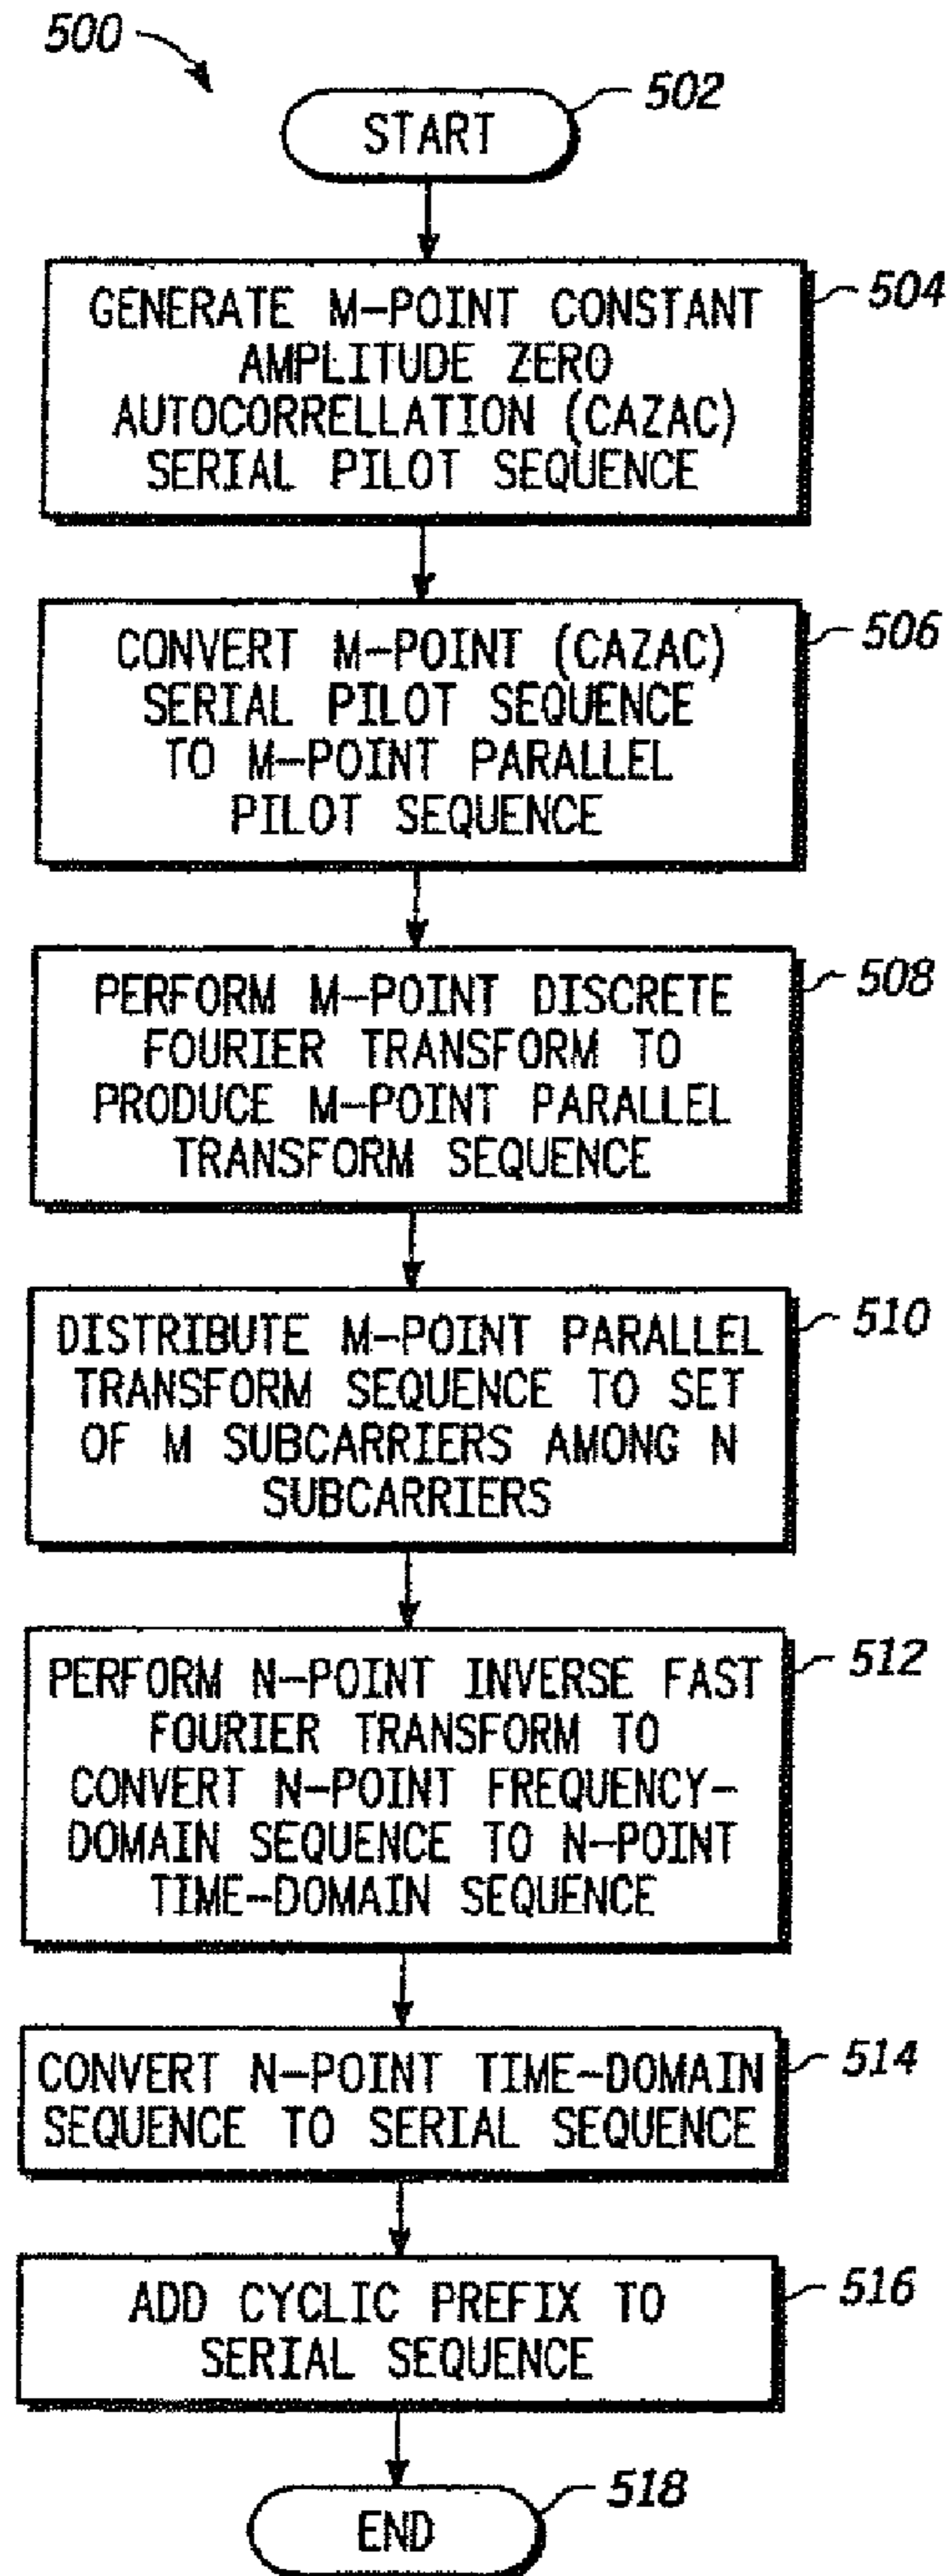 500
502
START
504
GENERATE M-POINT CONSTANT
AMPLITUDE ZERO
AUTOCORRELLATION (CAZAC)
SERIAL PILOT SEQUENCE
506
CONVERT M-POINT (CAZAC)
SERIAL PILOT SEQUENCE
TO M-POINT PARALLEL
PILOT SEQUENCE
508
PERFORM M-POINT DISCRETE
FOURIER TRANSFORM TO
PRODUCE M-POINT PARALLEL
TRANSFORM SEQUENCE
510
DISTRIBUTE M-POINT PARALLEL
TRANSFORM SEQUENCE TO SET
OF M SUBCARRIERS AMONG N
SUBCARRIERS
512
PERFORM N-POINT INVERSE FAST
FOURIER TRANSFORM TO
CONVERT N-POINT FREQUENCY-
DOMAIN SEQUENCE TO N-POINT
TIME-DOMAIN SEQUENCE
514
CONVERT N-POINT TIME-DOMAIN
SEQUENCE TO SERIAL SEQUENCE
516
ADD CYCLIC PREFIX TO
SERIAL SEQUENCE
518
END